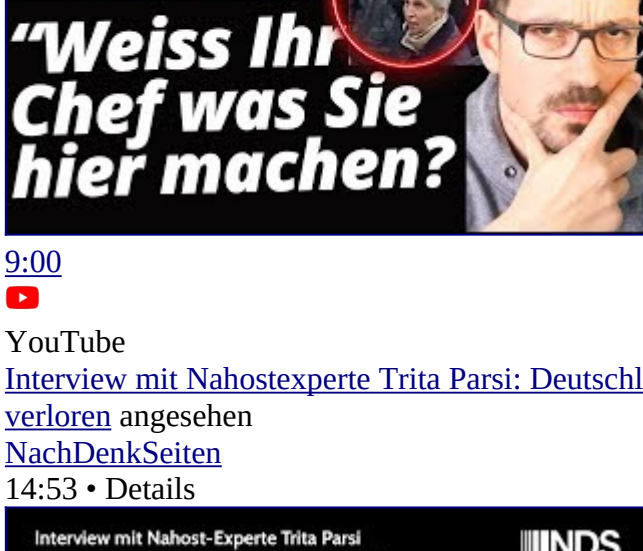 "Weiss Ihr
Chef was Sie
hier machen?
9:00
YouTube
Interview mit Nahostexperte Trita Parsi: Deutschl
verloren angesehen
NachDenkSeiten
14:53 • Details
Interview mit Nahost-Experte Trita Parsi
NDS